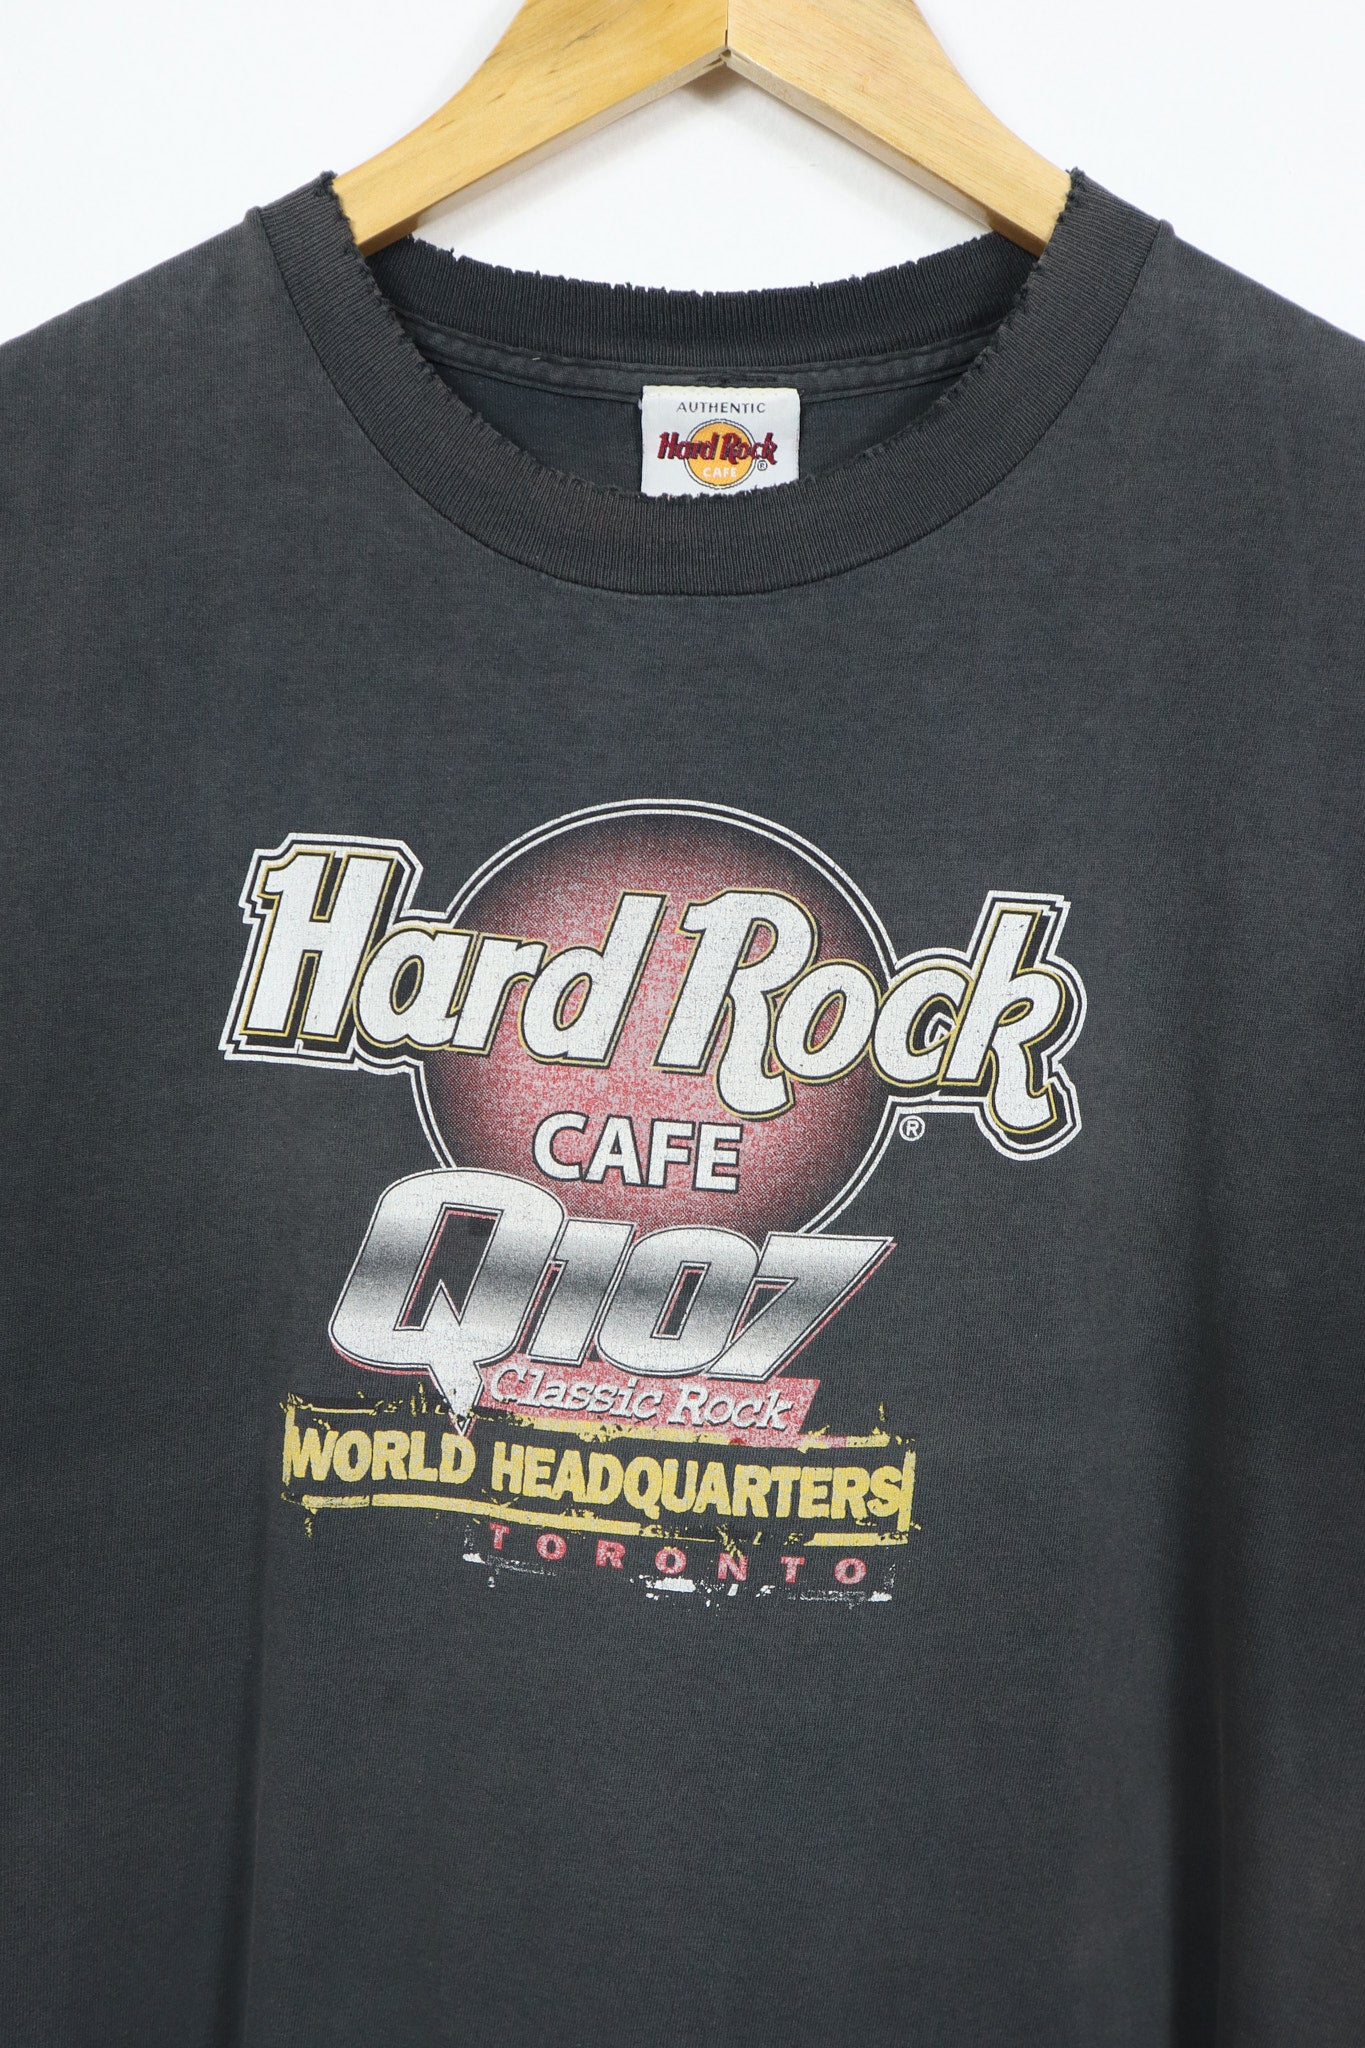 AUTHENTIC
Hard Rock
CAFE
®
Hard Rock
CAFE
®
Q107
Classic Rock
WORLD HEADQUARTERS
TORONTO